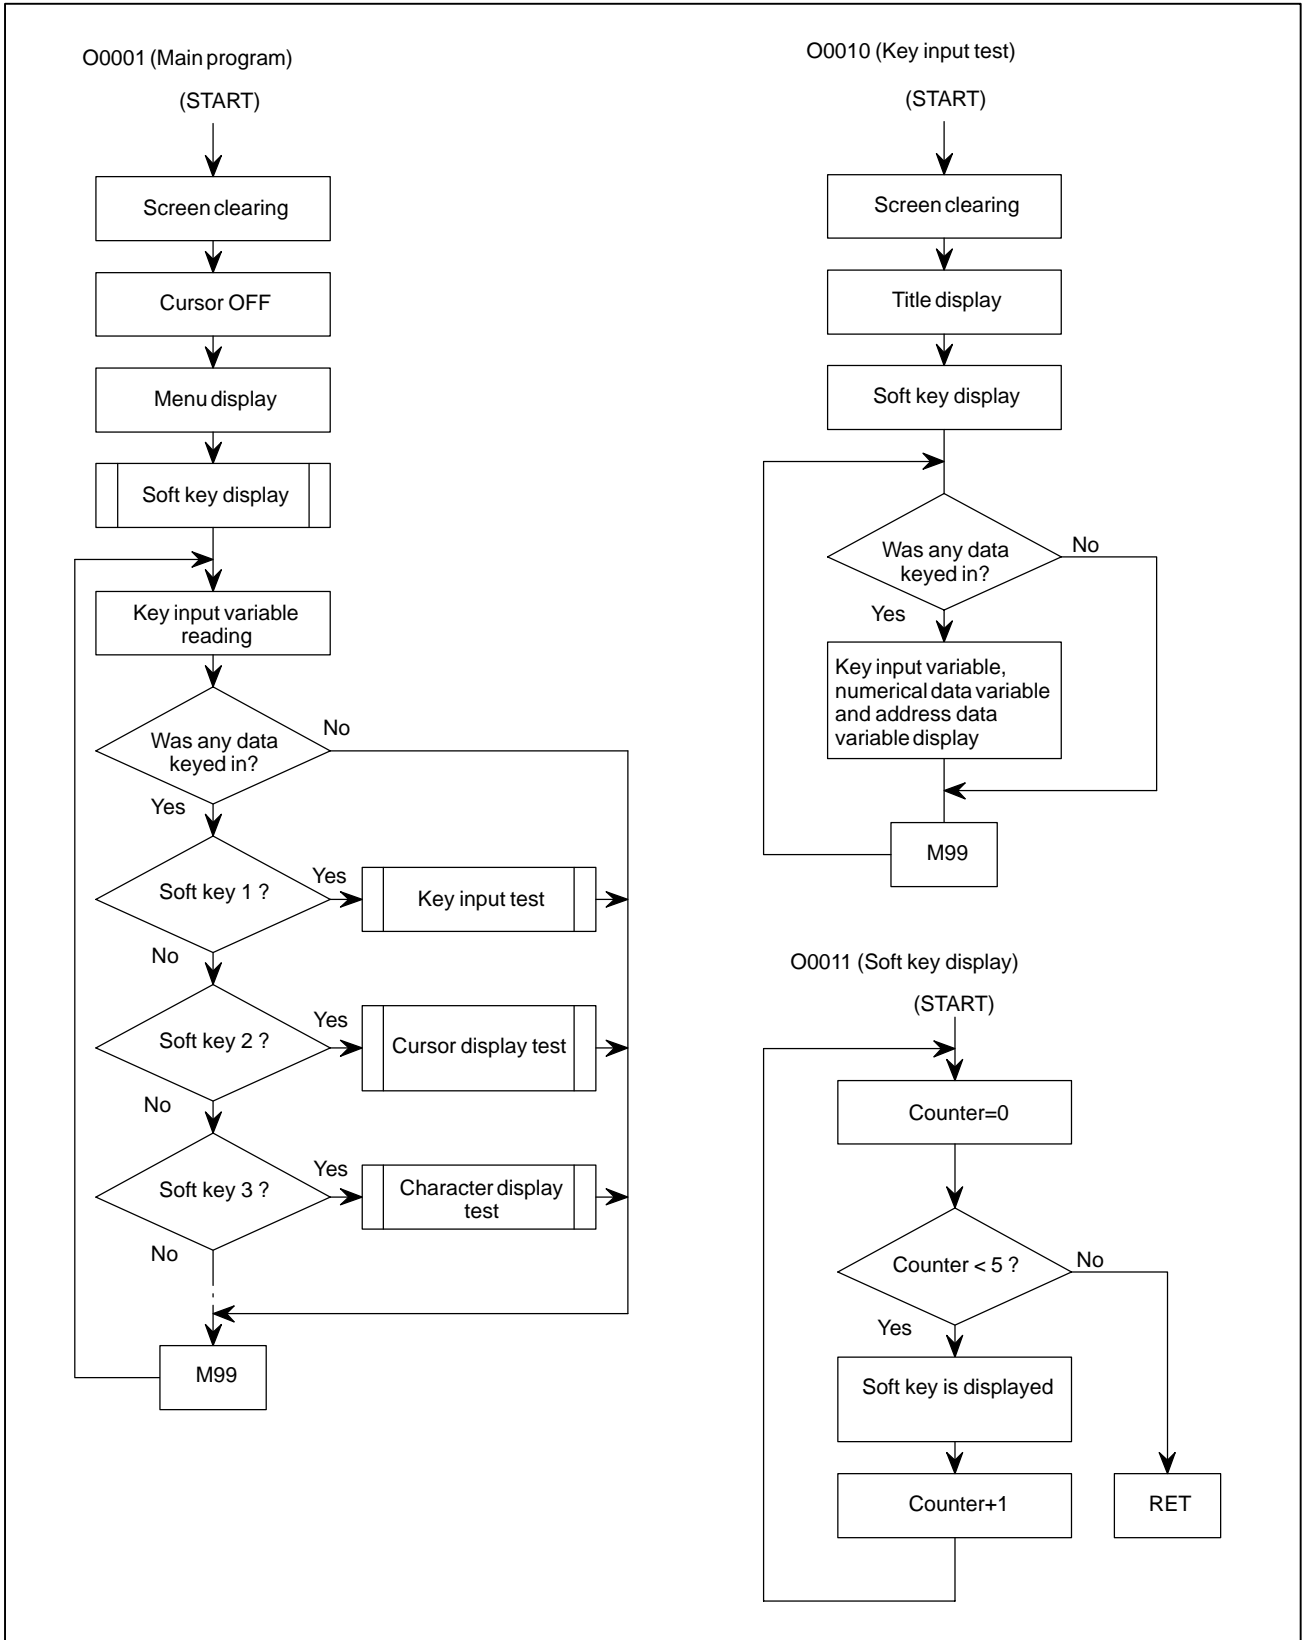 O0001 (Main program)
(START)
Screen clearing
Cursor OFF
Menu display
Soft key display
Key input variable
reading
Was any data
keyed in?
No
Yes
Soft key 1 ?
Yes
Key input test
No
Soft key 2 ?
Yes
Cursor display test
No
Soft key 3 ?
Yes
Character display
test
No
M99
O0010 (Key input test)
(START)
Screen clearing
Title display
Soft key display
Was any data
keyed in?
No
Yes
Key input variable,
numerical data variable
and address data
variable display
M99
O0011 (Soft key display)
(START)
Counter=0
Counter < 5 ?
No
Yes
Soft key is displayed
Counter+1
RET